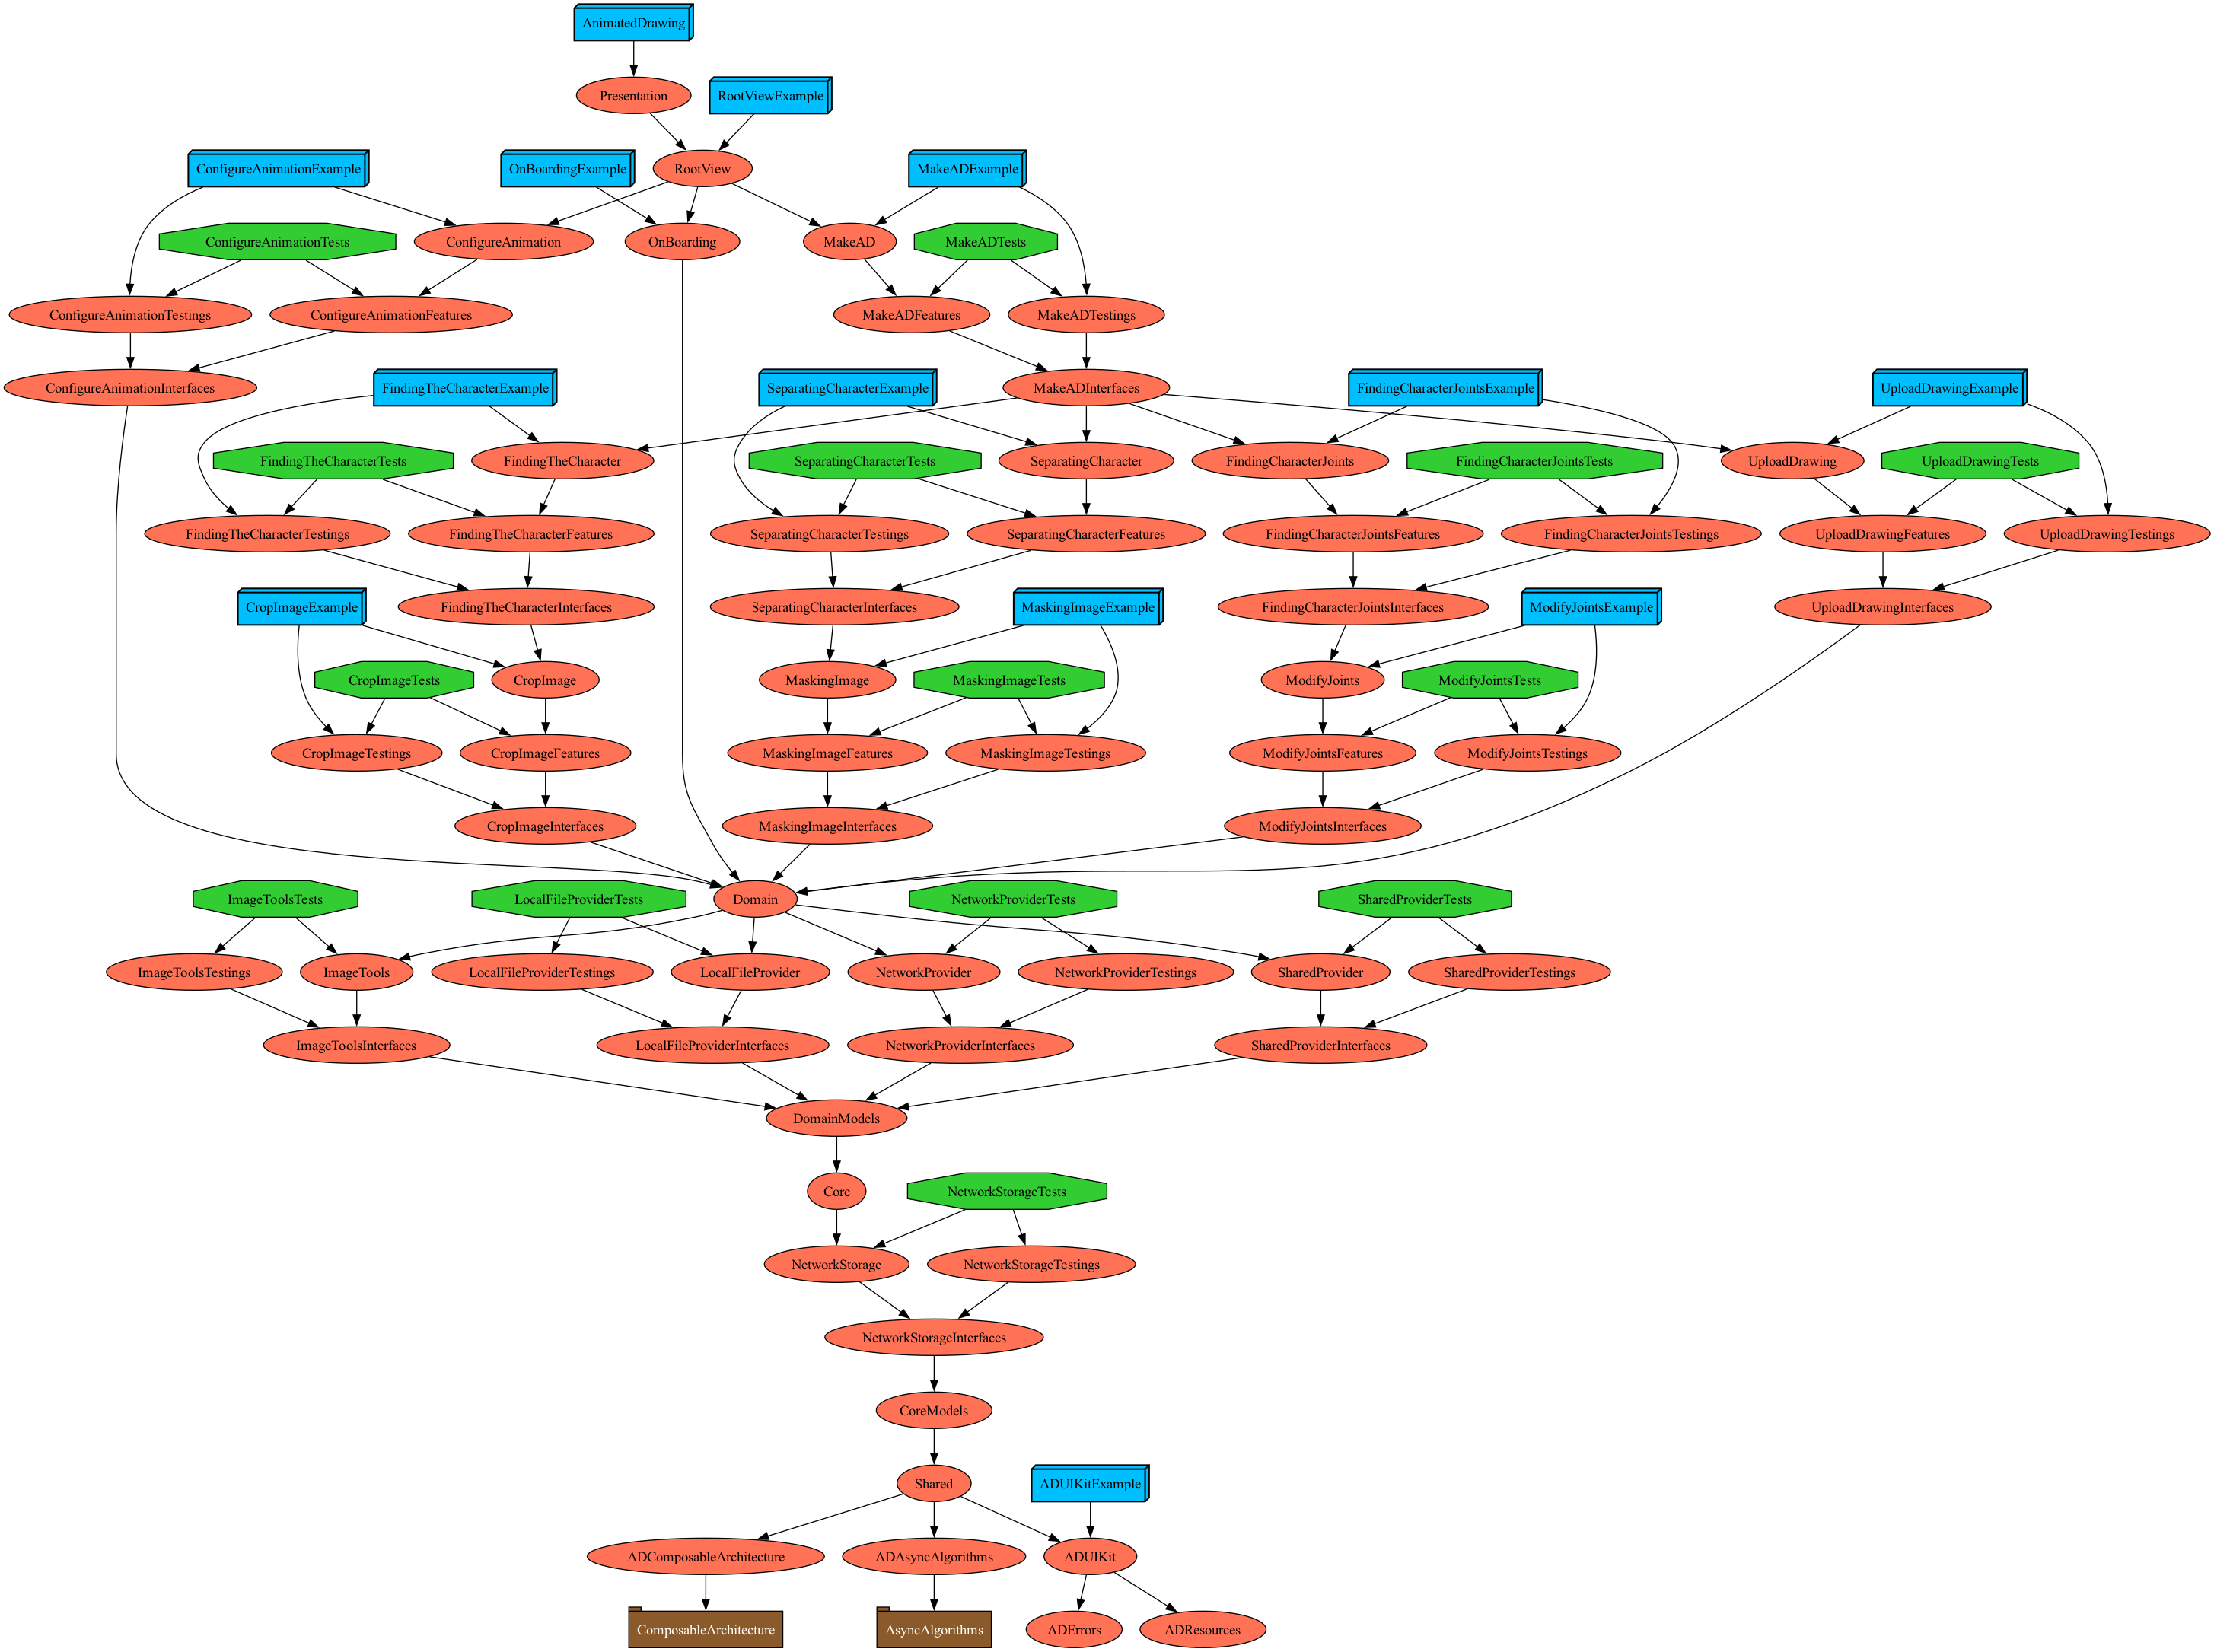 AnimatedDrawing
Presentation
RootViewExample
ConfigureAnimationExample
OnBoardingExample
RootView
MakeADExample
ConfigureAnimationTests
ConfigureAnimation
OnBoarding
MakeAD
MakeADTests
ConfigureAnimationTestings
ConfigureAnimationFeatures
MakeADFeatures
MakeADTestings
ConfigureAnimationInterfaces
FindingTheCharacterExample
SeparatingCharacterExample
MakeADInterfaces
FindingCharacterJointsExample
UploadDrawingExample
FindingTheCharacterTests
FindingTheCharacter
SeparatingCharacterTests
SeparatingCharacter
FindingCharacterJoints
FindingCharacterJointsTests
UploadDrawing
UploadDrawingTests
FindingTheCharacterTestings
FindingTheCharacterFeatures
SeparatingCharacterTestings
SeparatingCharacterFeatures
FindingCharacterJointsFeatures
FindingCharacterJointsTestings
UploadDrawingFeatures
UploadDrawingTestings
CropImageExample
FindingTheCharacterInterfaces
SeparatingCharacterInterfaces
MaskingImageExample
FindingCharacterJointsInterfaces
ModifyJointsExample
UploadDrawingInterfaces
CropImageTests
CropImage
MaskingImage
MaskingImageTests
ModifyJoints
ModifyJointsTests
CropImageTestings
CropImageFeatures
MaskingImageFeatures
MaskingImageTestings
ModifyJointsFeatures
ModifyJointsTestings
CropImageInterfaces
MaskingImageInterfaces
ModifyJointsInterfaces
ImageToolsTests
LocalFileProviderTests
Domain
NetworkProviderTests
SharedProviderTests
ImageToolsTestings
ImageTools
LocalFileProviderTestings
LocalFileProvider
NetworkProvider
NetworkProviderTestings
SharedProvider
SharedProviderTestings
ImageToolsInterfaces
LocalFileProviderInterfaces
NetworkProviderInterfaces
SharedProviderInterfaces
DomainModels
Core
NetworkStorageTests
NetworkStorage
NetworkStorageTestings
NetworkStorageInterfaces
CoreModels
Shared
ADUIKitExample
ADComposableArchitecture
ADAsyncAlgorithms
ADUIKit
ComposableArchitecture
AsyncAlgorithms
ADErrors
ADResources